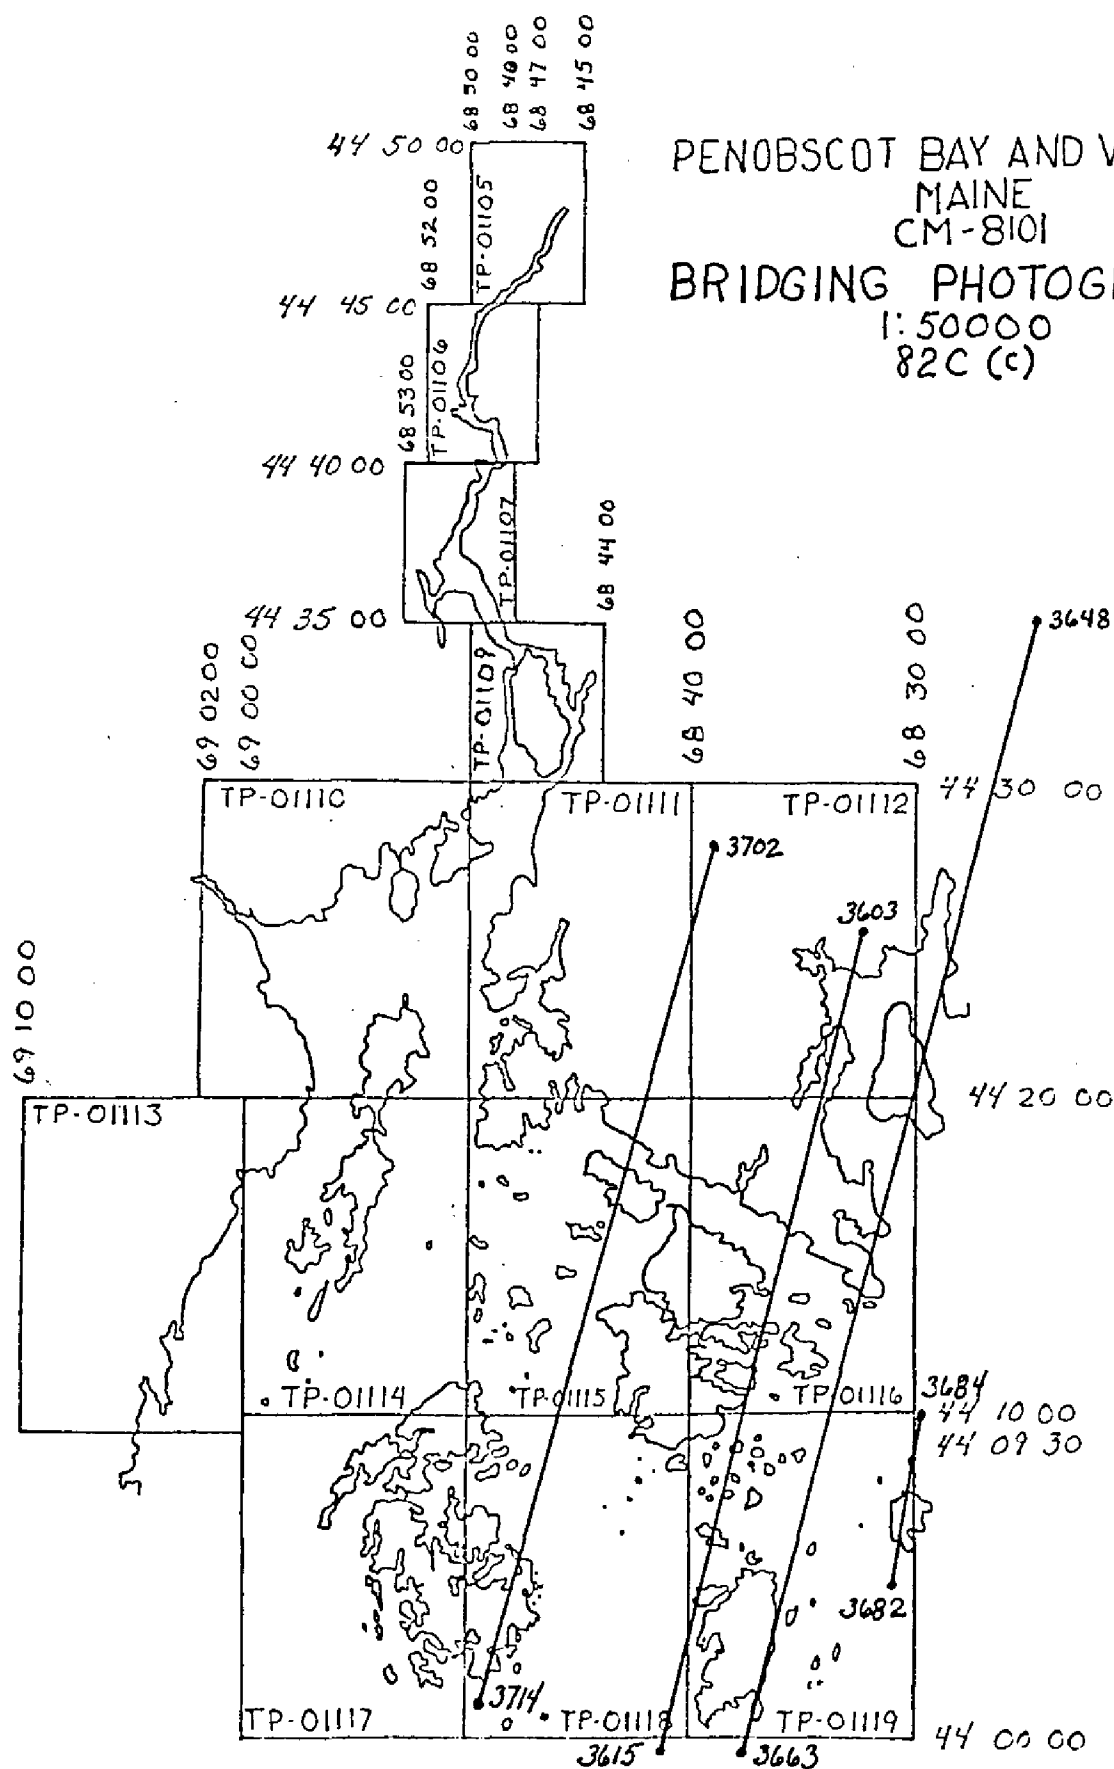 68 50 00
68 48 00
68 47 00
68 45 00
44 50 00
PENOBSCOT BAY AND V
MAINE
CM-8101
BRIDGING PHOTOG
1:50000
82C (c)
68 52 00
TP-01105
44 45 00
68 53 00
TP-01106
44 40 00
TP-01107
68 44 00
44 35 00
3648
69 02 00
69 00 00
TP-01109
68 40 00
68 30 00
TP-01110
TP-01111
TP-01112
44 30 00
3702
3603
69 10 00
TP-01113
44 20 00
TP-01114
TP-01115
TP-01116
3684
44 10 00
44 09 30
3682
3714
TP-01117
TP-01118
TP-01119
44 00 00
3615
3663